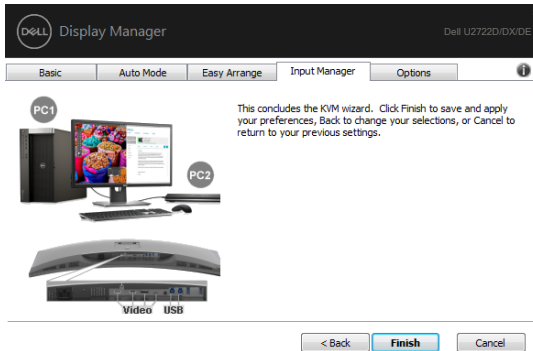 DELL Display Manager Dell U2722D/DX/DE
Basic Auto Mode Easy Arrange Input Manager Options
PC1
This concludes the KVM wizard. Click Finish to save and apply
your preferences, Back to change your selections, or Cancel to
return to your previous settings.
PC2
Video USB
< Back Finish Cancel